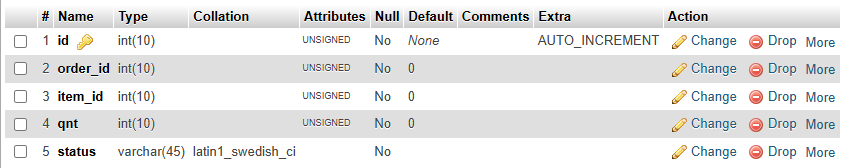 # Name Type Collation Attributes Null Default Comments Extra Action
1 id int(10) UNSIGNED No None AUTO_INCREMENT Change Drop More
2 order_id int(10) UNSIGNED No 0 Change Drop More
3 item_id int(10) UNSIGNED No 0 Change Drop More
4 qnt int(10) UNSIGNED No 0 Change Drop More
5 status varchar(45) latin1_swedish_ci No Change Drop More